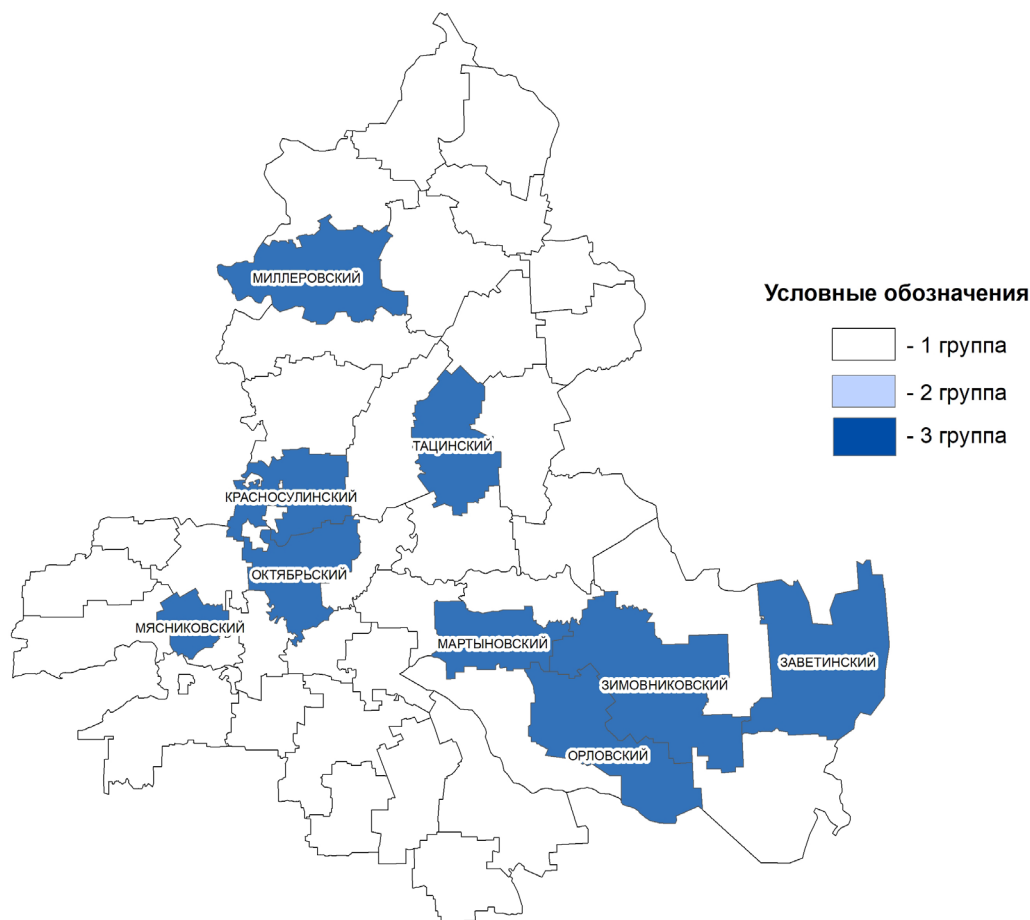 МИЛЛЕРОВСКИЙ
Условные обозначения
- 1 группа
- 2 группа
- 3 группа
ТАЦИНСКИЙ
КРАСНОСУЛИНСКИЙ
ОКТЯБРЬСКИЙ
МЯСНИКОВСКИЙ
МАРТЫНОВСКИЙ
ЗАВЕТИНСКИЙ
ЗИМОВНИКОВСКИЙ
ОРЛОВСКИЙ